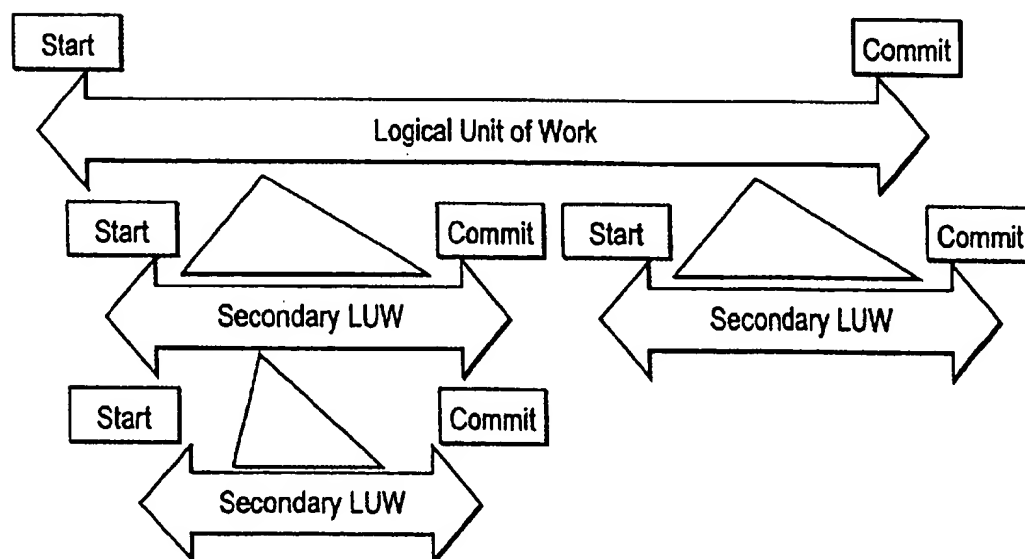 Start
Commit
Logical Unit of Work
Start
Commit
Start
Commit
Secondary LUW
Secondary LUW
Start
Commit
Secondary LUW